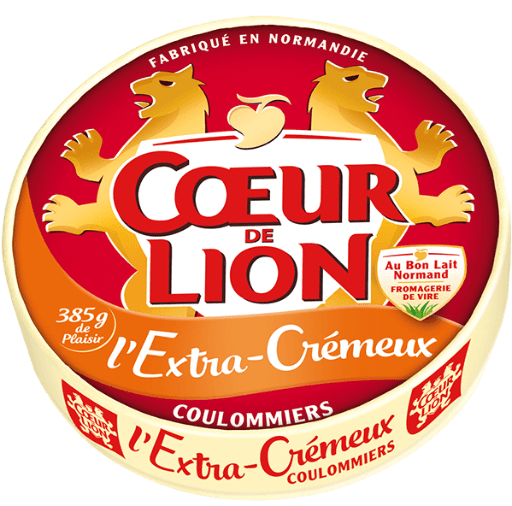 FABRIQUÉ EN NORMANDIE
CŒUR
DE
LION
Au Bon Lait
Normand
FROMAGERIE
DE VIRE
385g
de
Plaisir
l'Extra-Crémeux
COULOMMIERS
CŒUR
DE
LION
l'Extra-Crémeux
COULOMMIERS
CŒUR
DE
LION